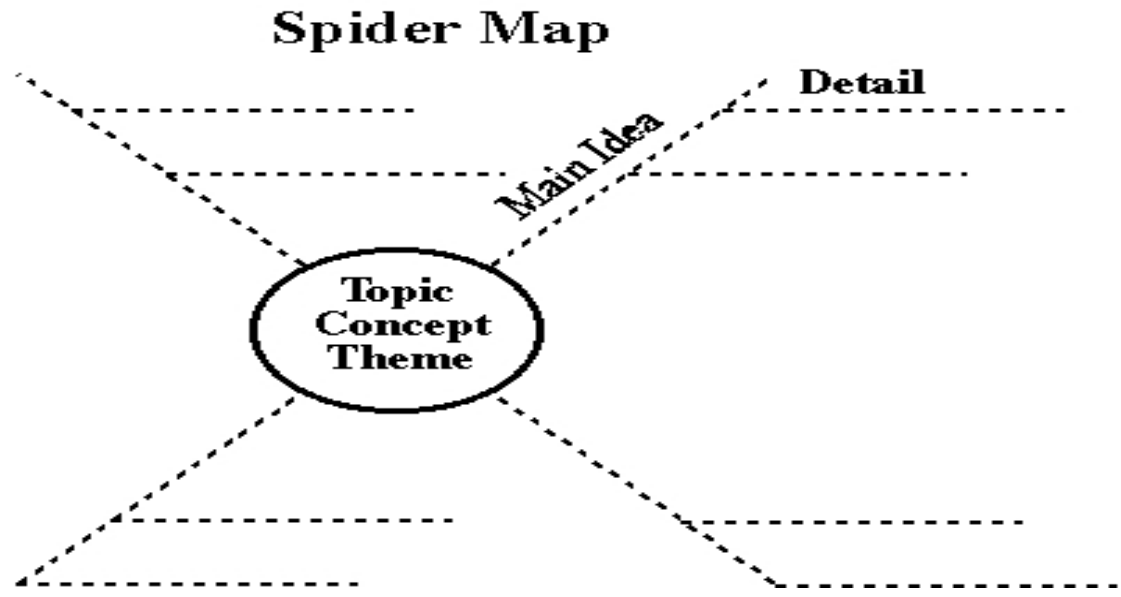 Spider Map
Detail
Main Idea
Topic
Concept
Theme